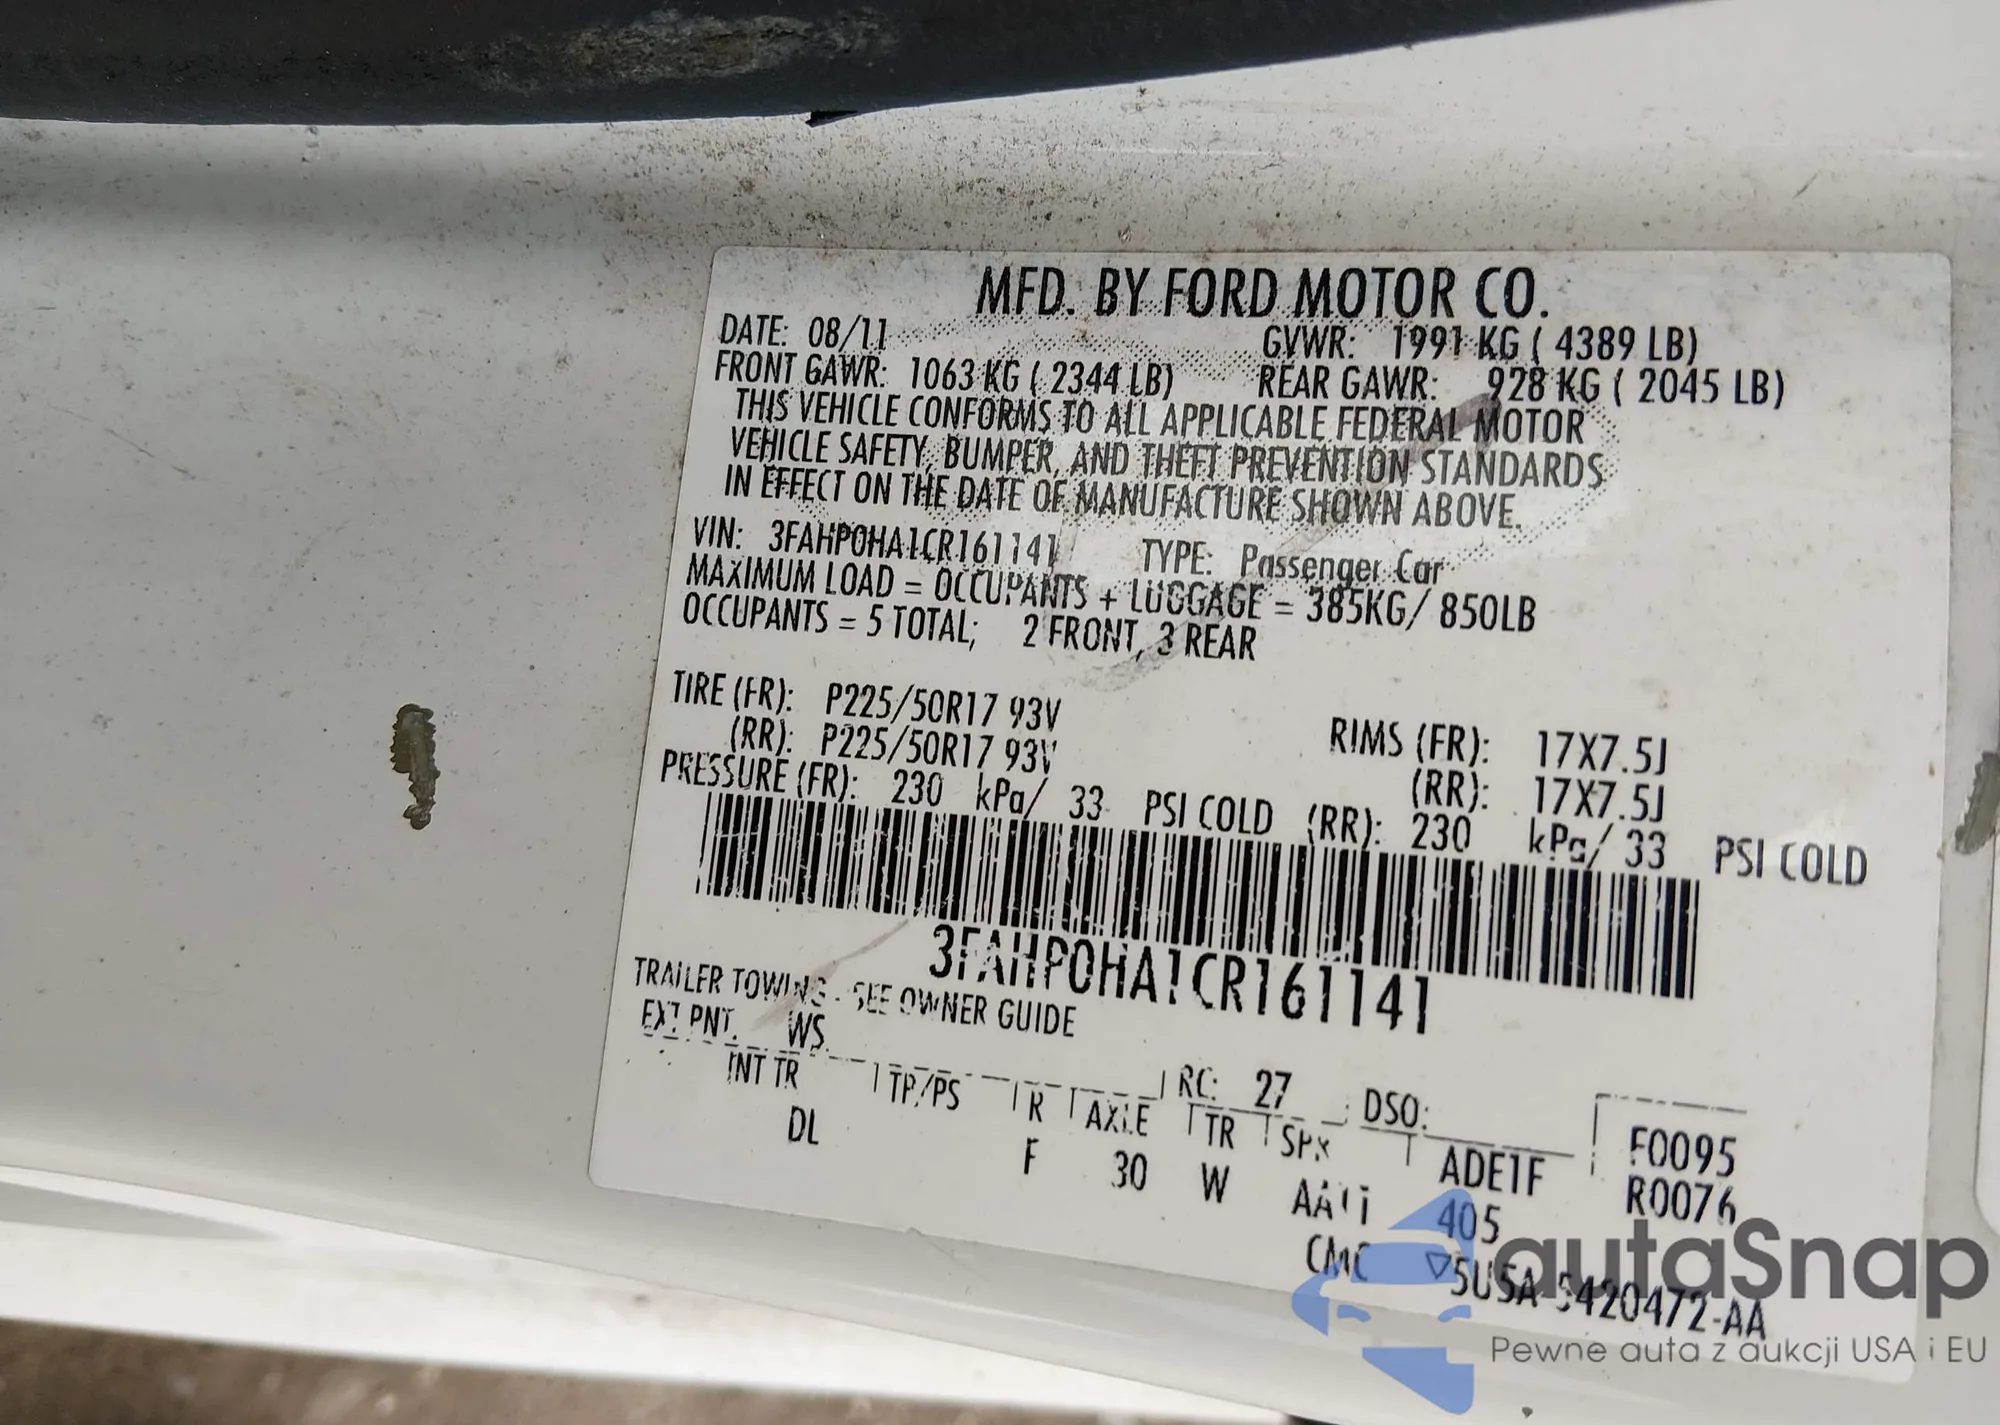 MFD. BY FORD MOTOR CO.
DATE: 08/11 GVWR: 1991 KG ( 4389 LB)
FRONT GAWR: 1063 KG ( 2344 LB) REAR GAWR: 928 KG ( 2045 LB)
THIS VEHICLE CONFORMS TO ALL APPLICABLE FEDERAL MOTOR
VEHICLE SAFETY, BUMPER, AND THEFT PREVENTION STANDARDS
IN EFFECT ON THE DATE OF MANUFACTURE SHOWN ABOVE.
VIN: 3FAHP0HA1CR161141 TYPE: Passenger Car
MAXIMUM LOAD = OCCUPANTS + LUGGAGE = 385KG/ 850LB
OCCUPANTS = 5 TOTAL; 2 FRONT, 3 REAR
TIRE (FR): P225/50R17 93V RIMS (FR): 17X7.5J
(RR): P225/50R17 93V (RR): 17X7.5J
PRESSURE (FR): 230 kPa/ 33 PSI COLD (RR): 230 kPa/ 33 PSI COLD
3FAHP0HA1CR161141
TRAILER TOWING - SEE OWNER GUIDE
EXT PNT. WS RC: 27 DSO: F0095
INT TR TP/PS R AXLE TR SPR ADE1F R0076
DL F 30 W 405
CMC ▽5U5A-5420472-AA
autaSnap
Pewne auta z aukcji USA i EU